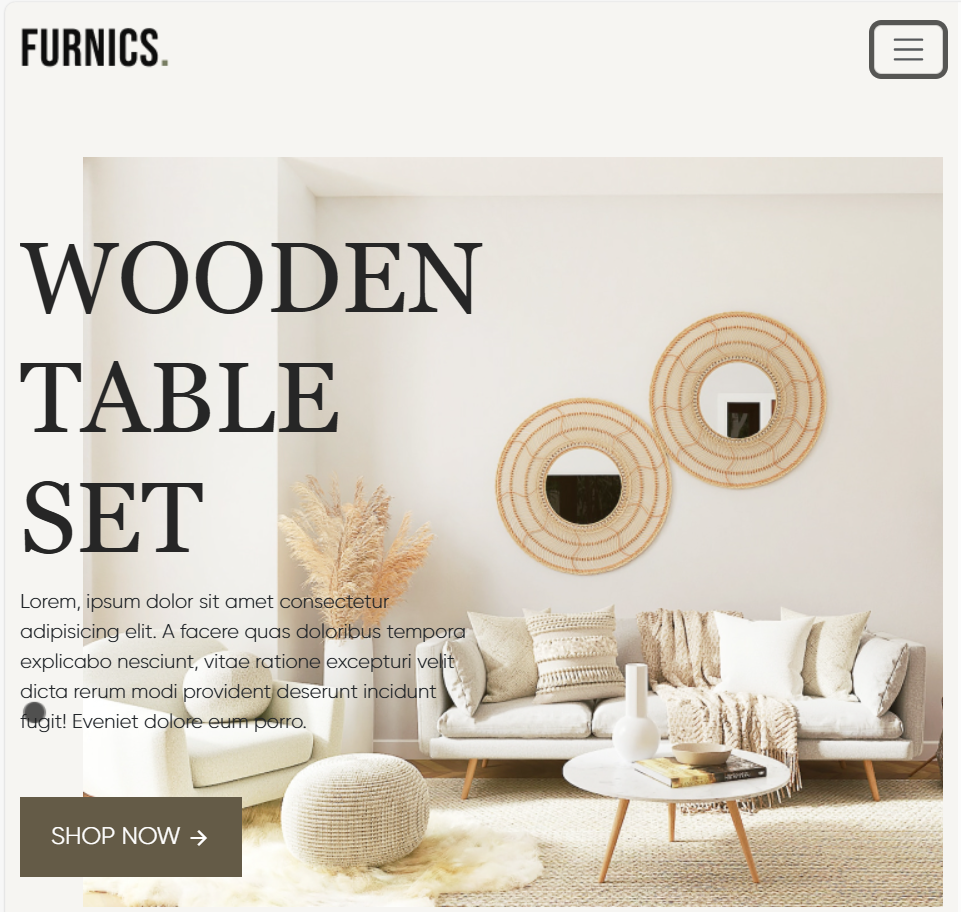 FURNICS.
WOODEN
TABLE
SET
Lorem, ipsum dolor sit amet consectetur
adipisicing elit. A facere quas doloribus tempora
explicabo nesciunt, vitae ratione excepturi velit
dicta rerum modi provident deserunt incidunt
fugit! Eveniet dolore eum porro.
SHOP NOW →